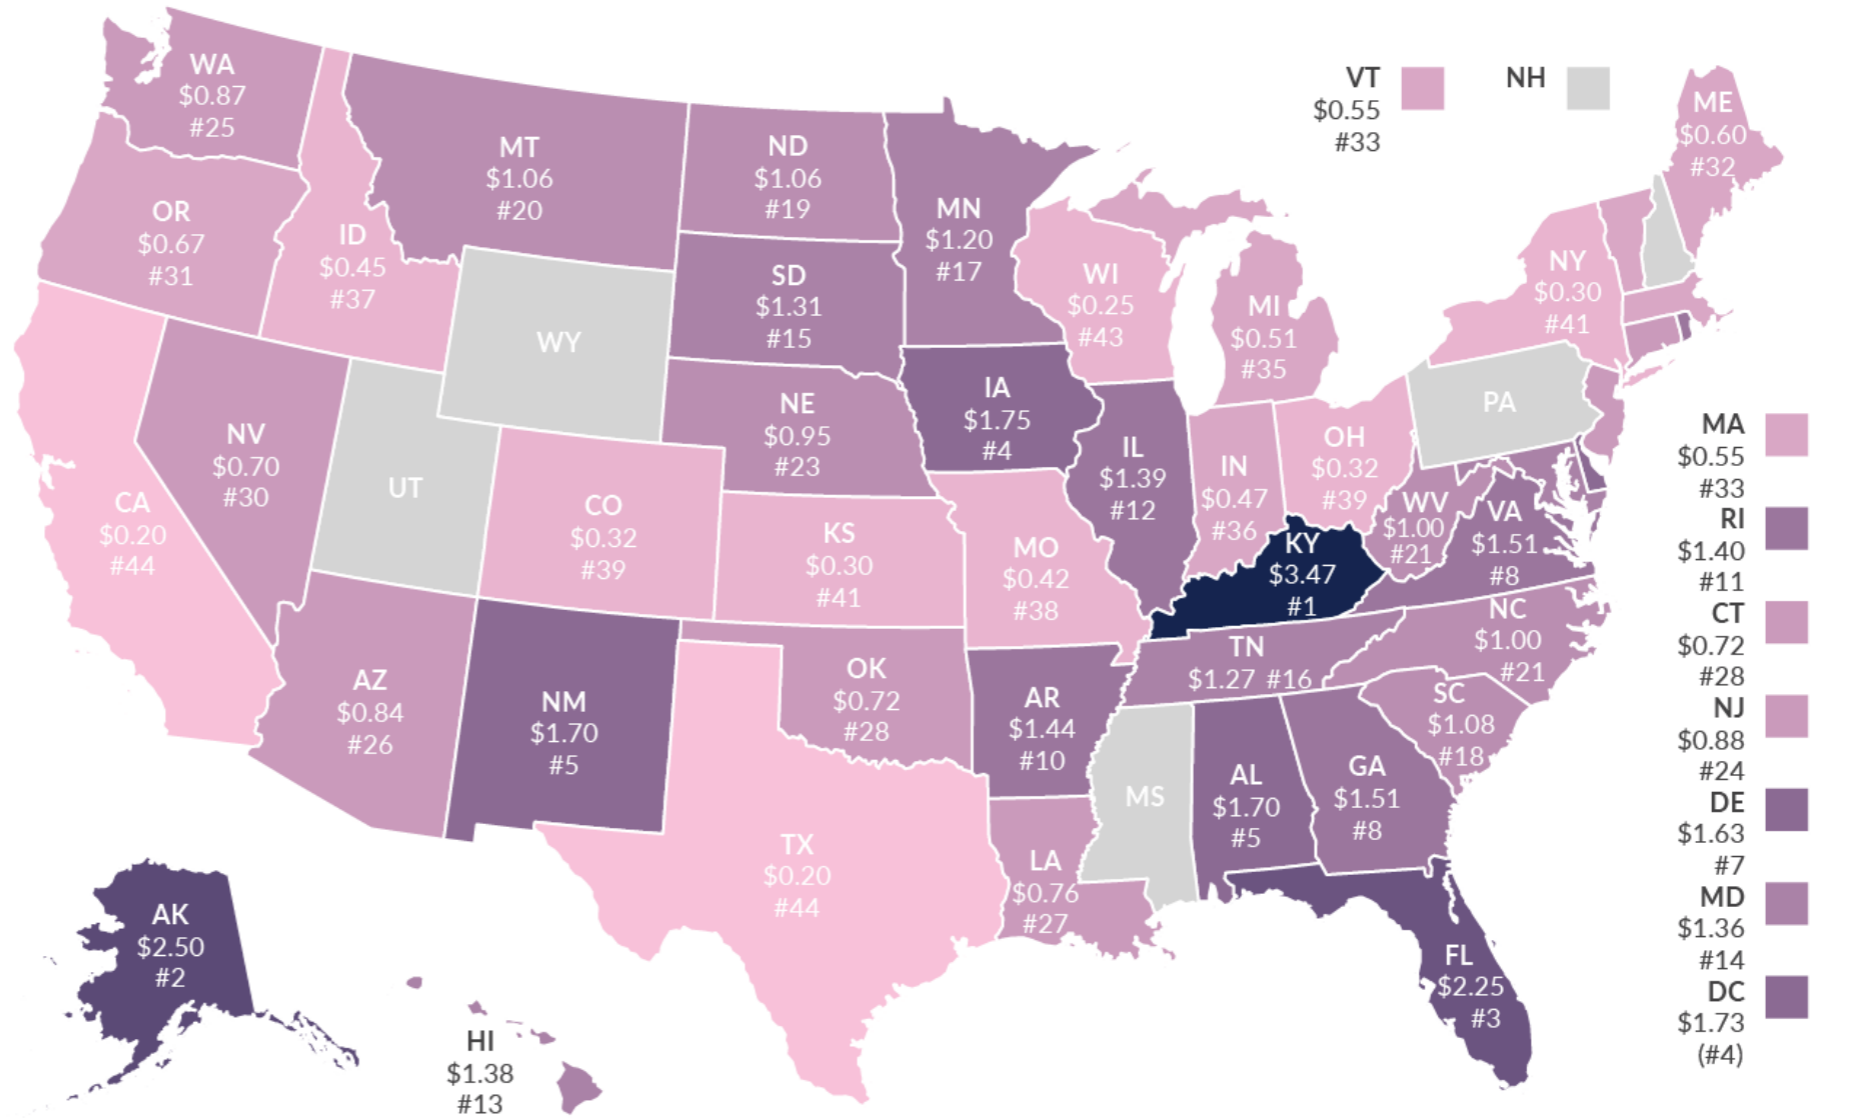 WA
$0.87
#25
OR
$0.67
#31
ID
$0.45
#37
MT
$1.06
#20
ND
$1.06
#19
MN
$1.20
#17
SD
$1.31
#15
WY
WI
$0.25
#43
MI
$0.51
#35
VT
$0.55
#33
NH
ME
$0.60
#32
NY
$0.30
#41
NE
$0.95
#23
IA
$1.75
#4
PA
NV
$0.70
#30
UT
CA
$0.20
#44
CO
$0.32
#39
KS
$0.30
#41
MO
$0.42
#38
IL
$1.39
#12
IN
$0.47
#36
OH
$0.32
#39
WV
$1.00
#21
VA
$1.51
#8
KY
$3.47
#1
NC
$1.00
#21
TN
$1.27 #16
SC
$1.08
#18
AZ
$0.84
#26
NM
$1.70
#5
OK
$0.72
#28
AR
$1.44
#10
MS
AL
$1.70
#5
GA
$1.51
#8
TX
$0.20
#44
LA
$0.76
#27
FL
$2.25
#3
AK
$2.50
#2
HI
$1.38
#13
MA
$0.55
#33
RI
$1.40
#11
CT
$0.72
#28
NJ
$0.88
#24
DE
$1.63
#7
MD
$1.36
#14
DC
$1.73
(#4)